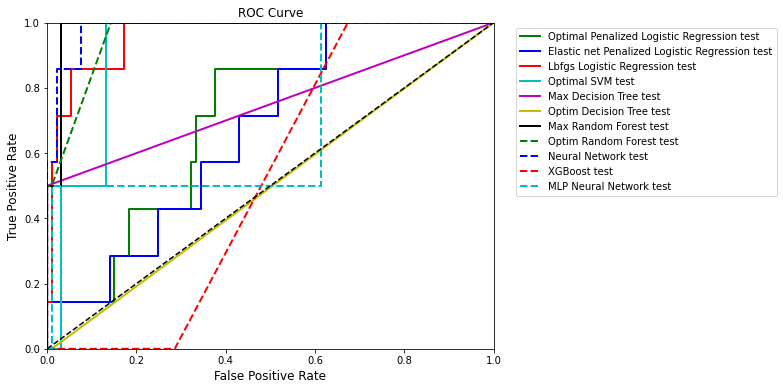 ROC Curve
True Positive Rate
1.0
0.8
0.6
0.4
0.2
0.0
0.0 0.2 0.4 0.6 0.8 1.0
False Positive Rate
Optimal Penalized Logistic Regression test
Elastic net Penalized Logistic Regression test
Lbfgs Logistic Regression test
Optimal SVM test
Max Decision Tree test
Optim Decision Tree test
Max Random Forest test
Optim Random Forest test
Neural Network test
XGBoost test
MLP Neural Network test